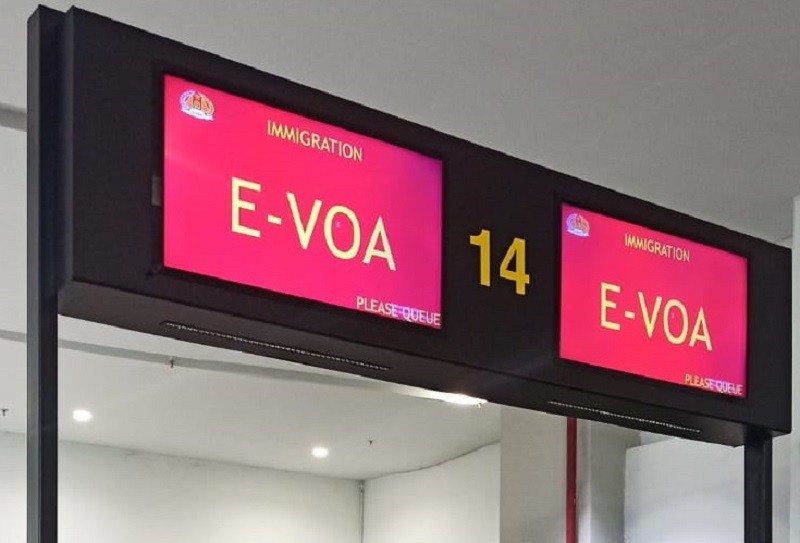 IMMIGRATION
E-VOA
PLEASE QUEUE
14
IMMIGRATION
E-VOA
PLEASE QUEUE